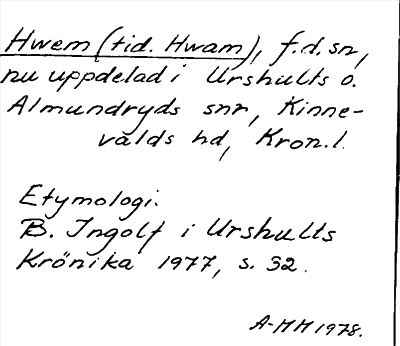 Hwem (tid. Hwam), f.d. sn,
nu uppdelad i Urshults o.
Almundryds snr, Kinne-
valds hd, Kron.l.
Etymologi.
B. Ingolf i Urshults
Krönika 1977, s. 32.
A-MM 1978.